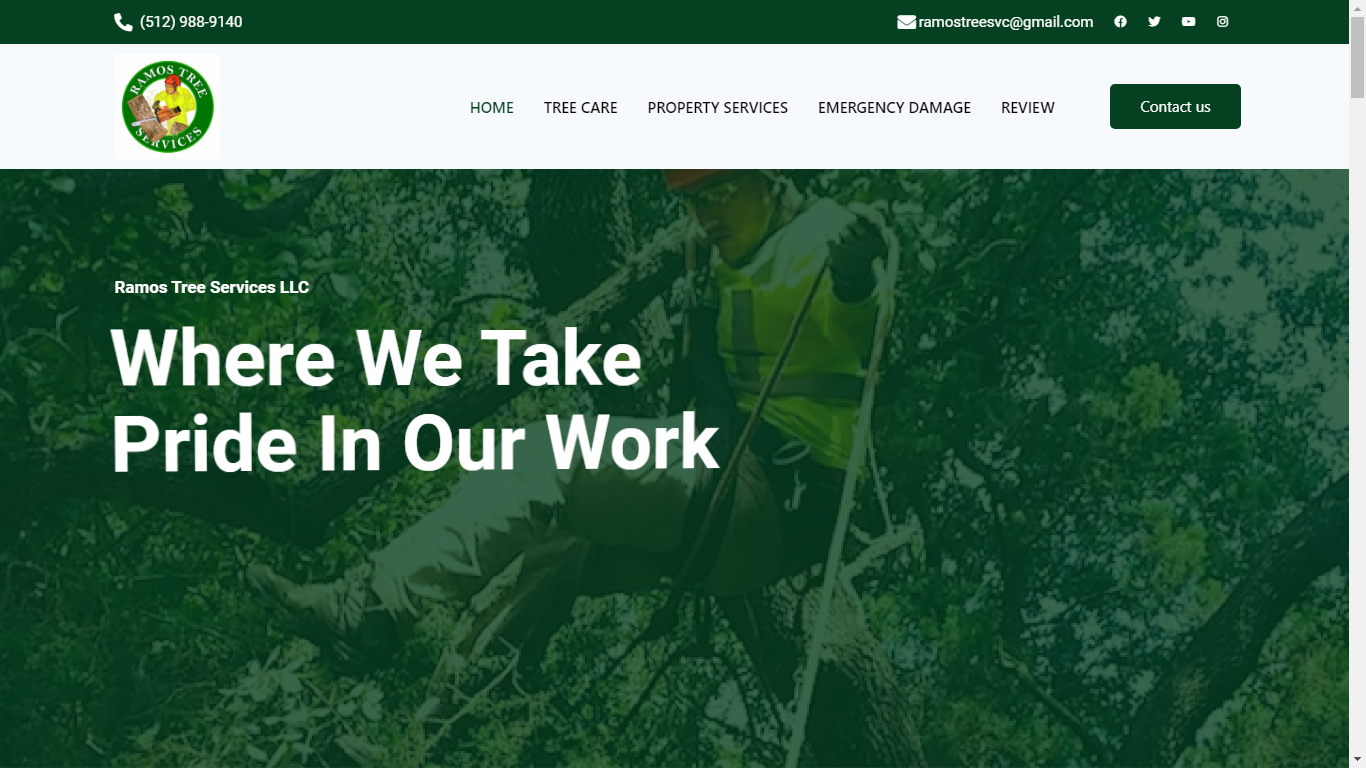 (512) 988-9140
ramostreesvc@gmail.com
RAMOS TREE
SERVICES
HOME
TREE CARE
PROPERTY SERVICES
EMERGENCY DAMAGE
REVIEW
Contact us
Ramos Tree Services LLC
Where We Take
Pride In Our Work